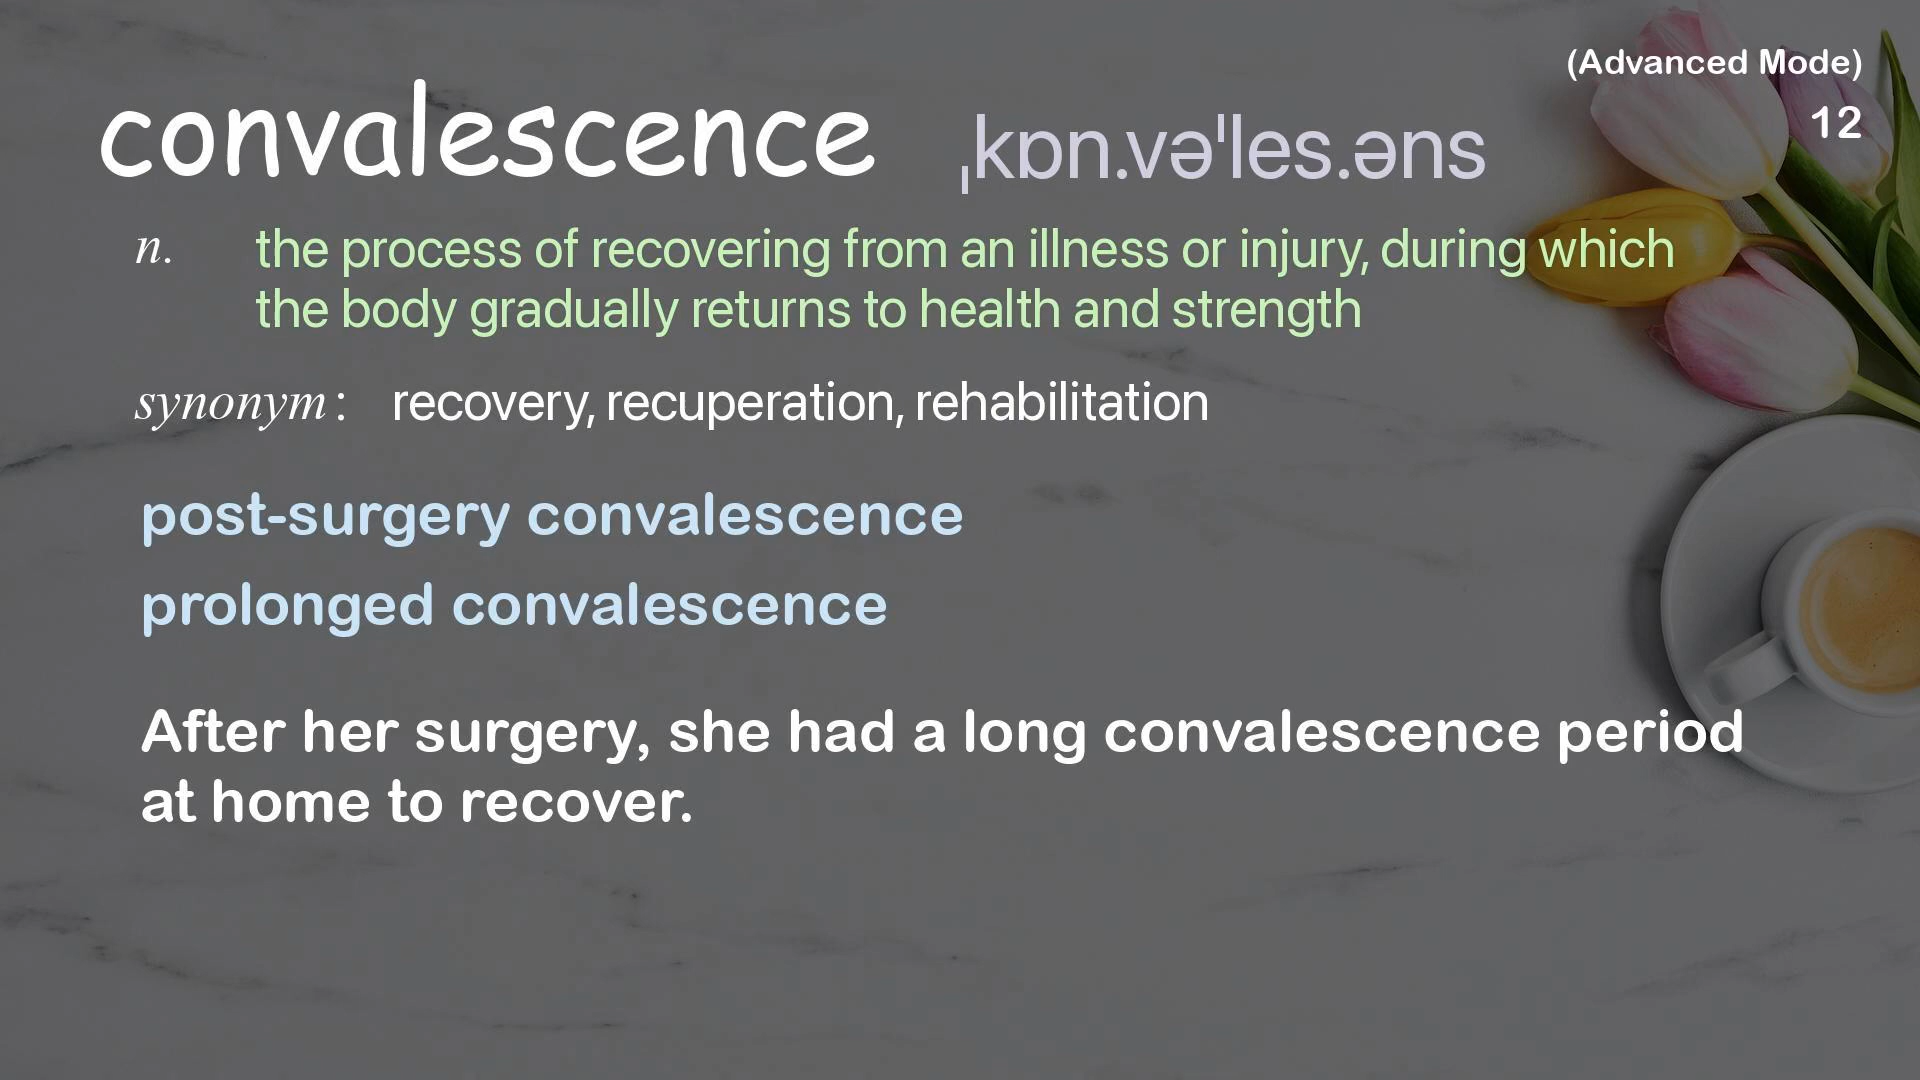 (Advanced Mode)
12
convalescence ˌkɒn.vəˈles.əns
n. the process of recovering from an illness or injury, during which
the body gradually returns to health and strength
synonym: recovery, recuperation, rehabilitation
post-surgery convalescence
prolonged convalescence
After her surgery, she had a long convalescence period
at home to recover.